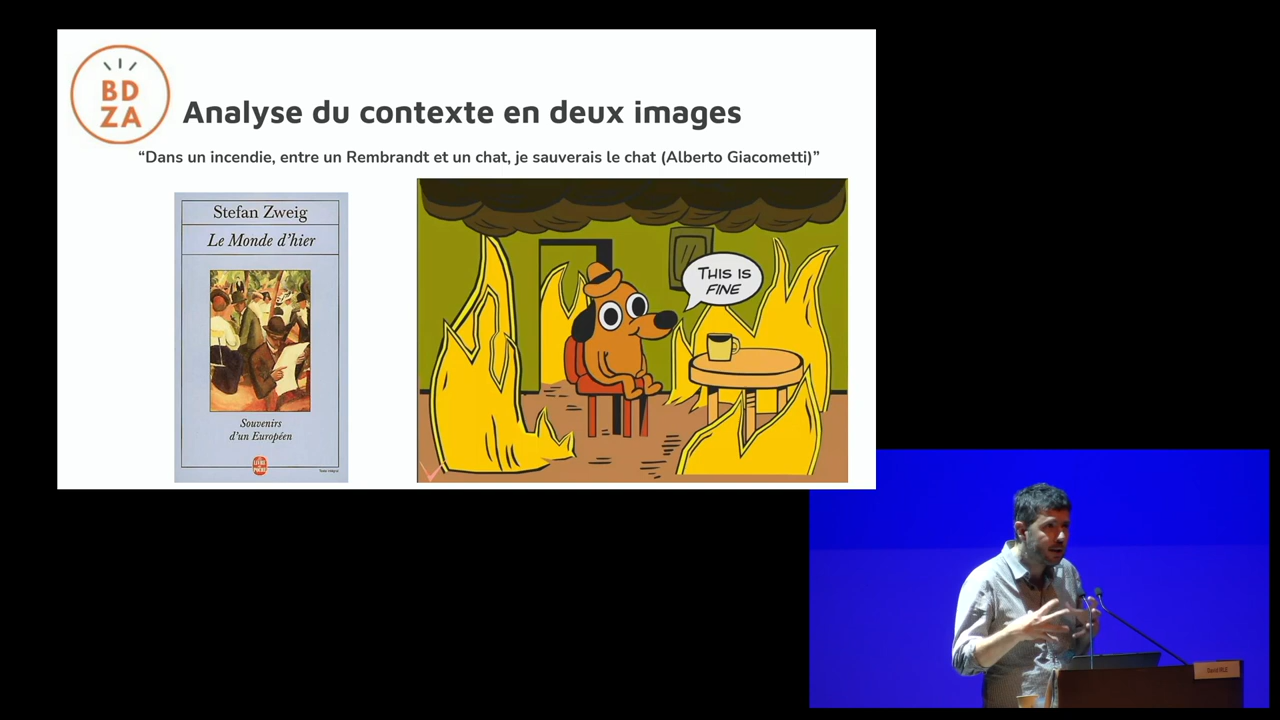 BD
ZA
Analyse du contexte en deux images
“Dans un incendie, entre un Rembrandt et un chat, je sauverais le chat (Alberto Giacometti)”
Stefan Zweig
Le Monde d'hier
Souvenirs
d'un Européen
THIS IS
FINE